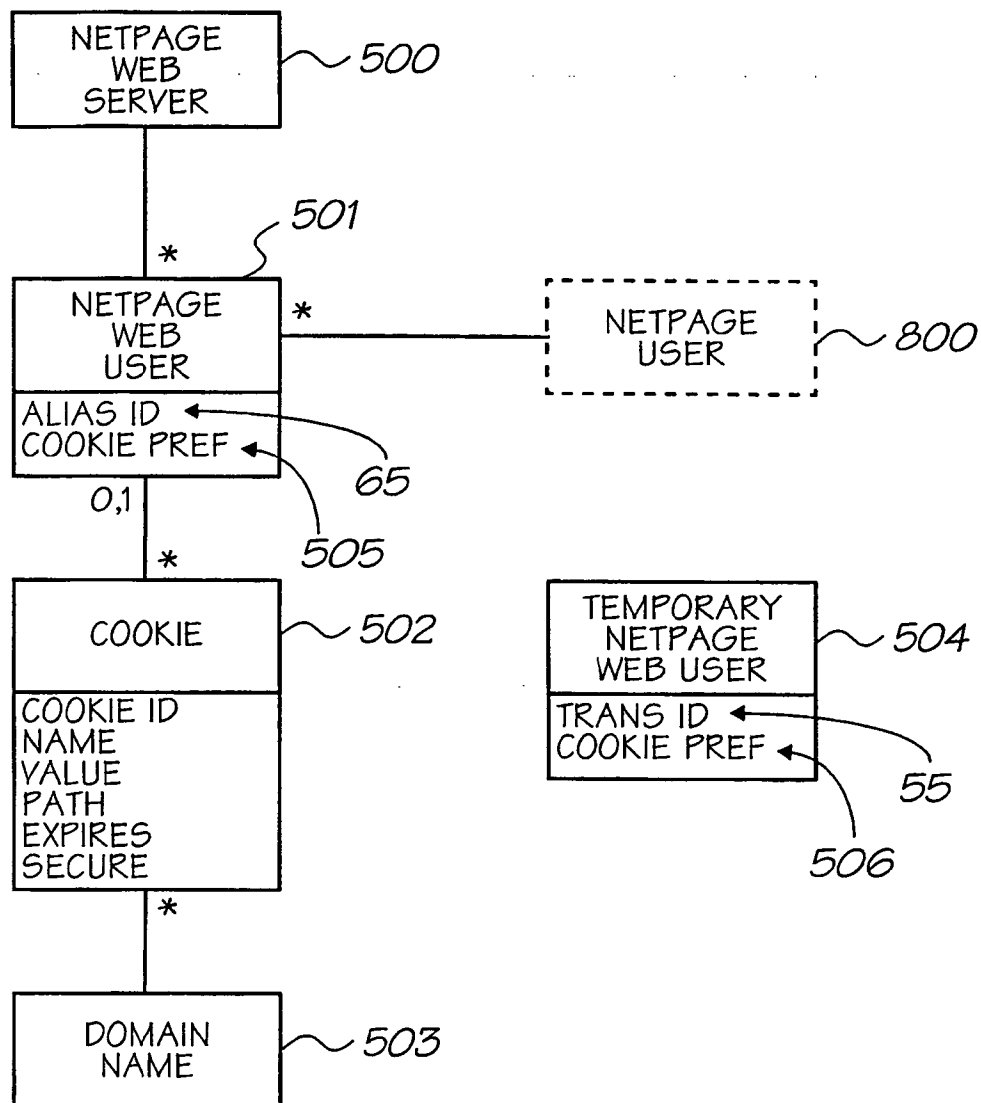 NETPAGE
WEB
SERVER
500
*
501
NETPAGE
WEB
USER
*
NETPAGE
USER
800
ALIAS ID
COOKIE PREF
65
505
0,1
*
COOKIE
502
COOKIE ID
NAME
VALUE
PATH
EXPIRES
SECURE
TEMPORARY
NETPAGE
WEB USER
504
TRANS ID
COOKIE PREF
55
506
*
DOMAIN
NAME
503